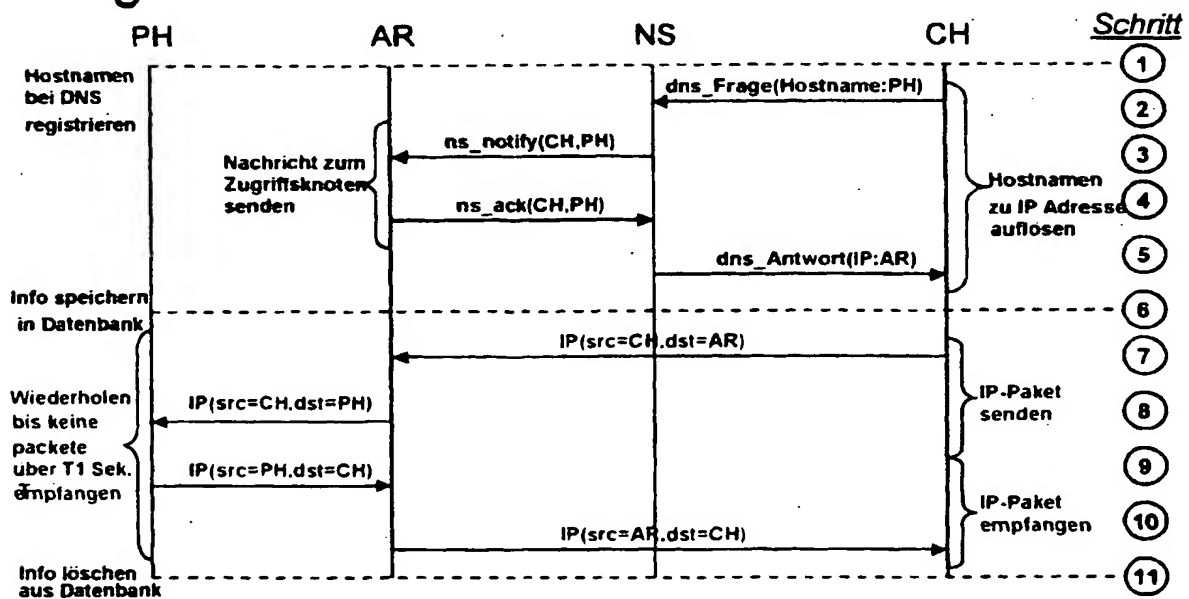 PH AR NS CH Schritt
Hostnamen
bei DNS
registrieren
1
dns_Frage(Hostname:PH)
2
ns_notify(CH,PH)
3
Nachricht zum
Zugriffsknoten
senden
Hostnamen
zu IP Adresse
auflösen
ns_ack(CH,PH)
4
dns_Antwort(IP:AR)
5
Info speichern
in Datenbank
6
IP(src=CH,dst=AR)
7
Wiederholen
bis keine
packete
über T1 Sek.
empfangen
IP(src=CH,dst=PH)
IP-Paket
senden
8
IP(src=PH,dst=CH)
9
IP-Paket
empfangen
10
IP(src=AR,dst=CH)
Info löschen
aus Datenbank
11